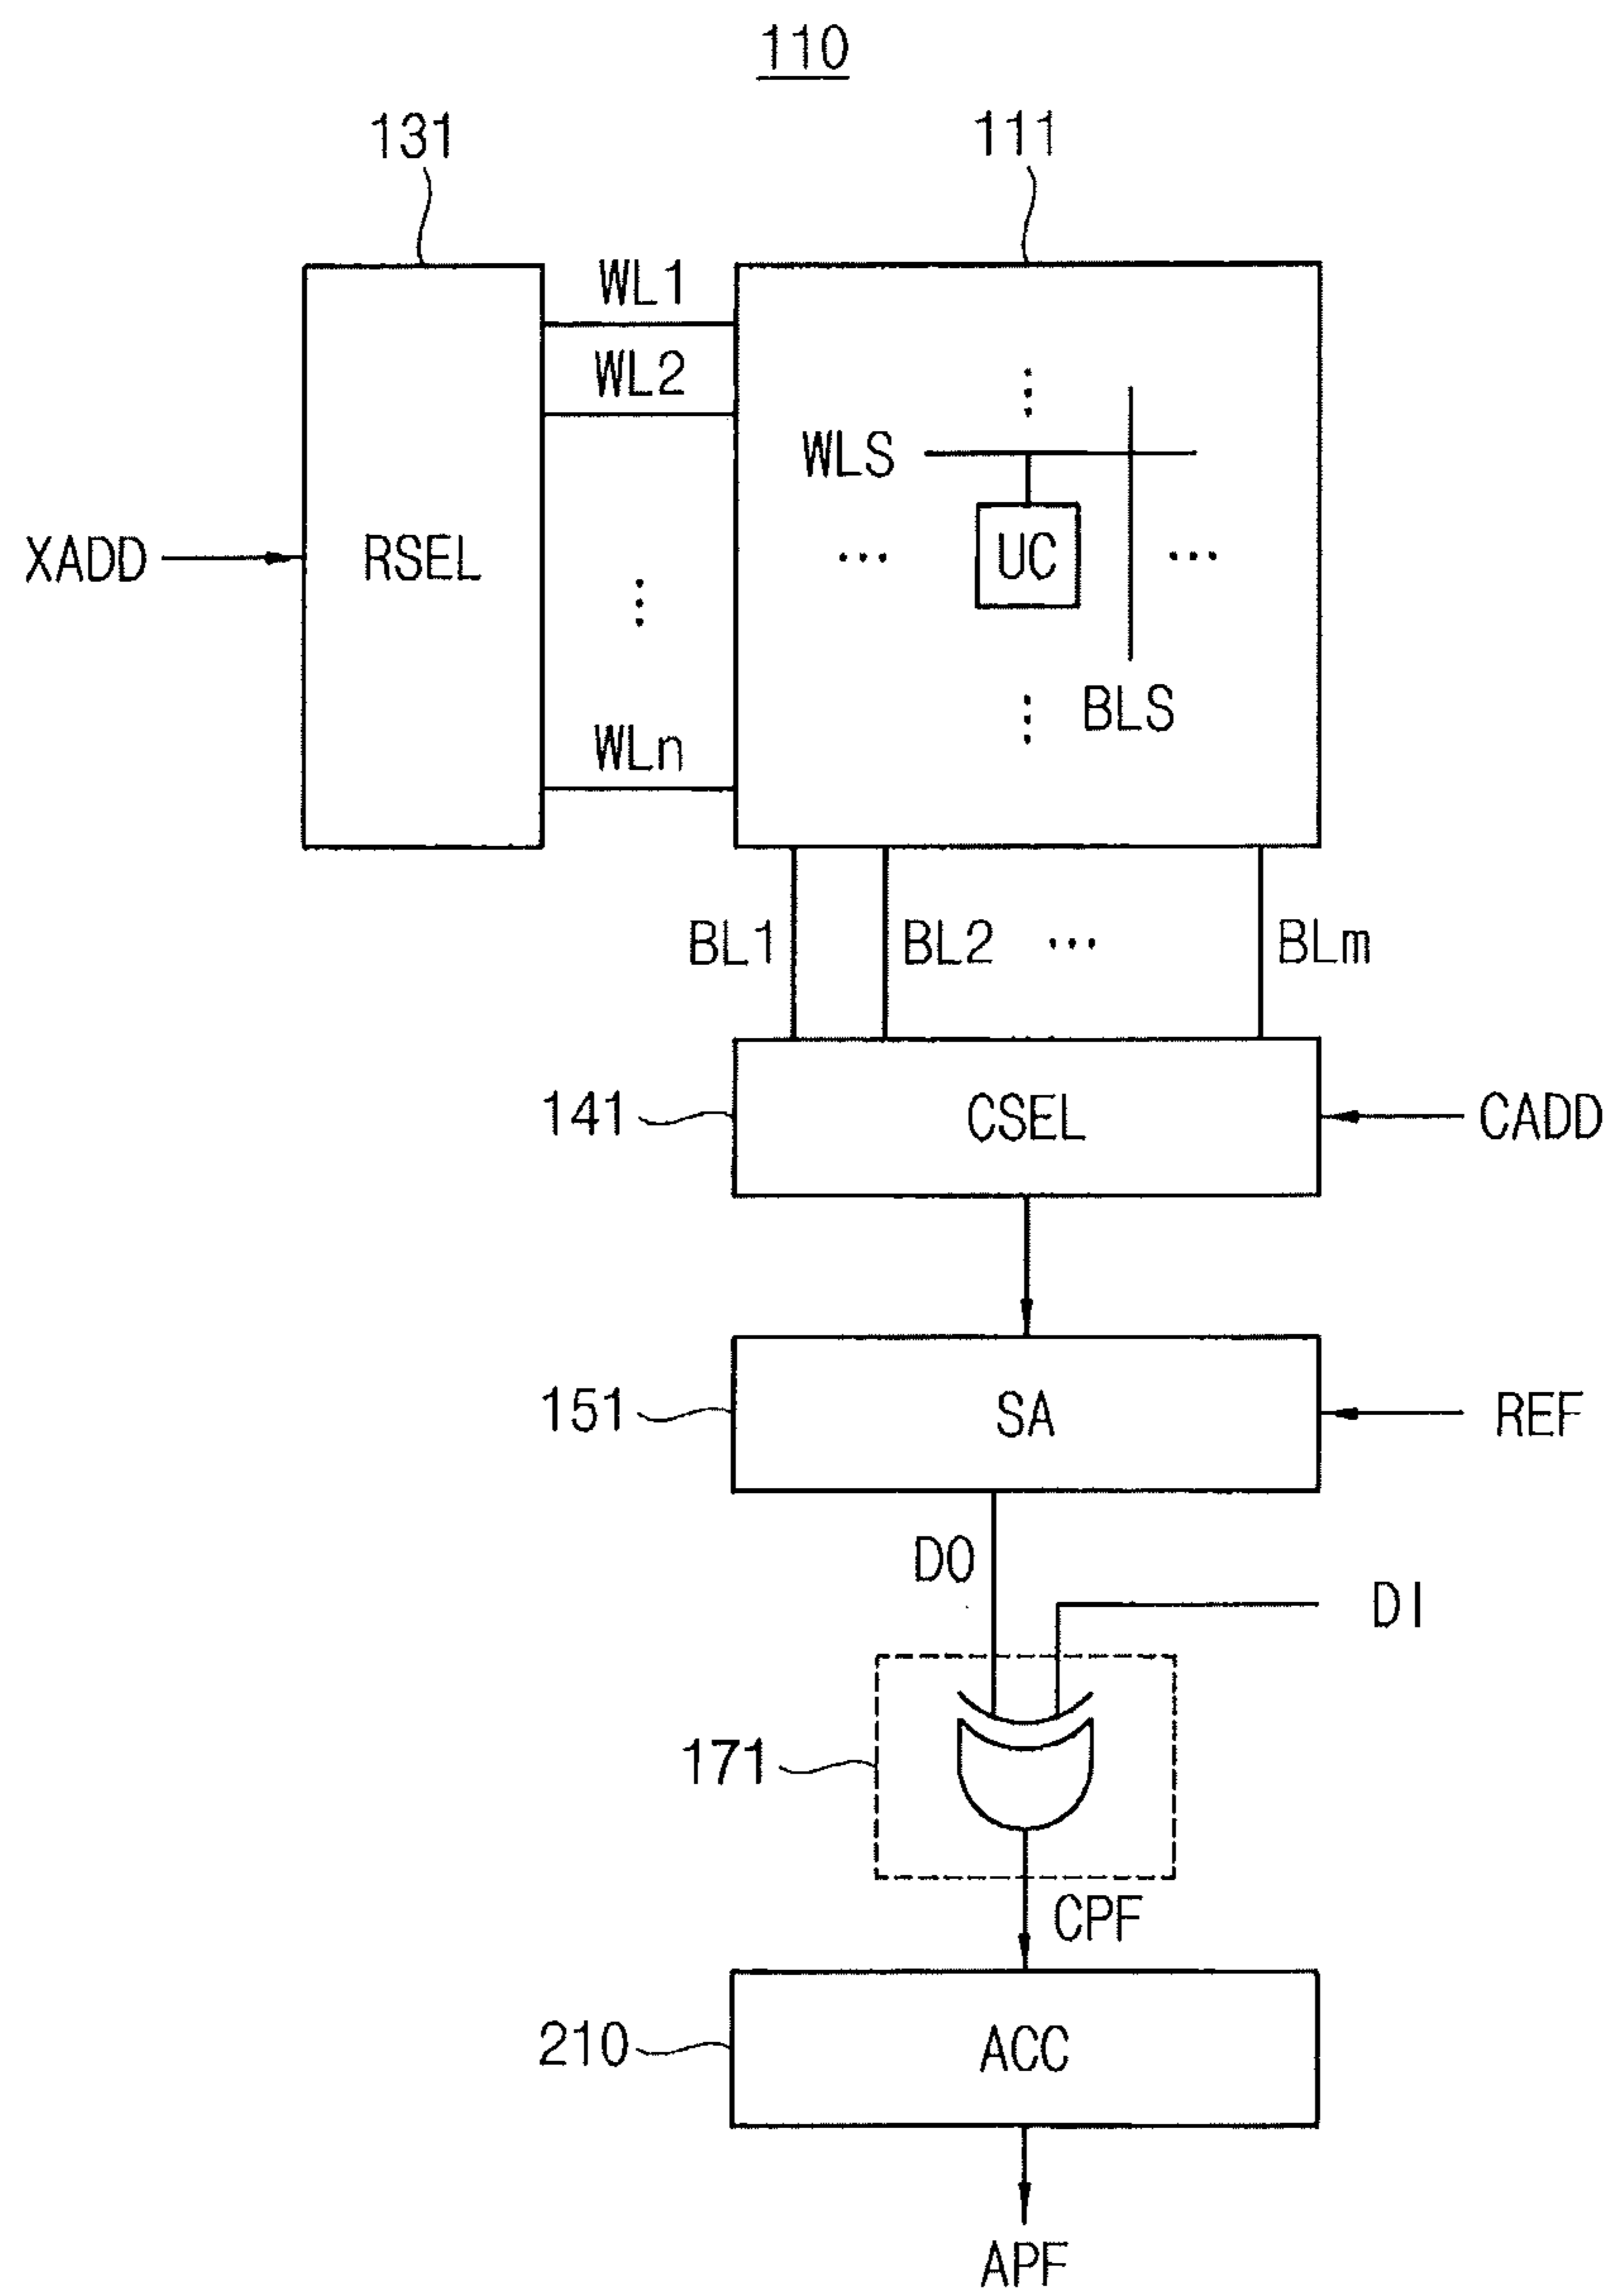 110
131
111
WL1
WL2
WLS
XADD
RSEL
UC
BLS
WLn
BL1
BL2
BLm
141
CSEL
CADD
151
SA
REF
DO
DI
171
CPF
210
ACC
APF